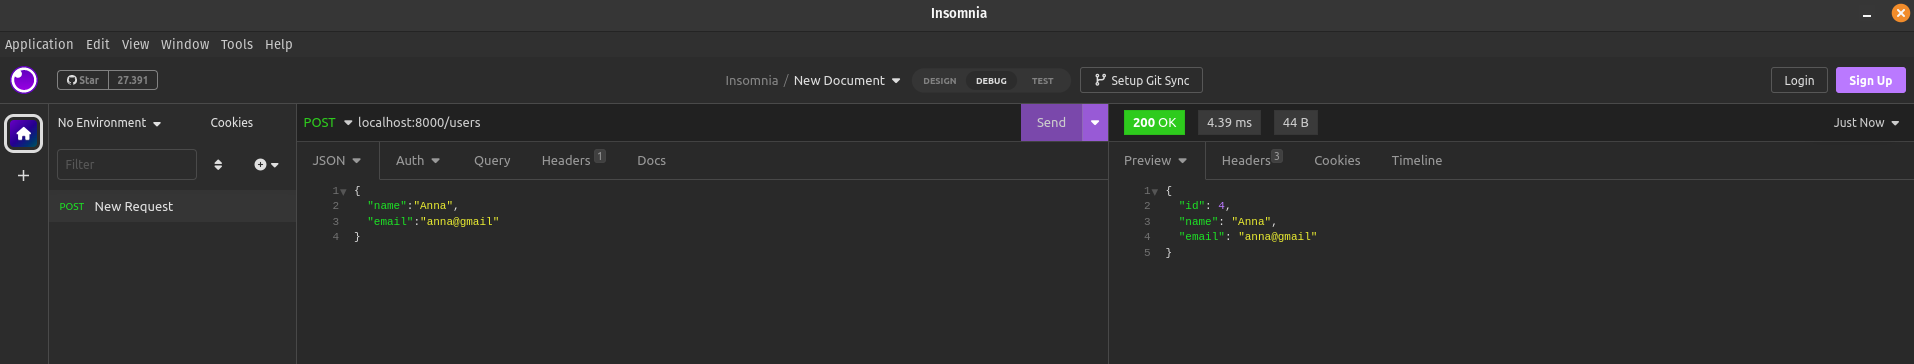 Insomnia
Application Edit View Window Tools Help
Star 27.391 Insomnia / New Document DESIGN DEBUG TEST Setup Git Sync Login Sign Up
No Environment Cookies POST localhost:8000/users Send 200 OK 4.39 ms 44 B Just Now
Filter JSON Auth Query Headers 1 Docs Preview Headers 3 Cookies Timeline
POST New Request
1 {
2 "name":"Anna",
3 "email":"anna@gmail"
4 }
1 {
2 "id": 4,
3 "name": "Anna",
4 "email": "anna@gmail"
5 }